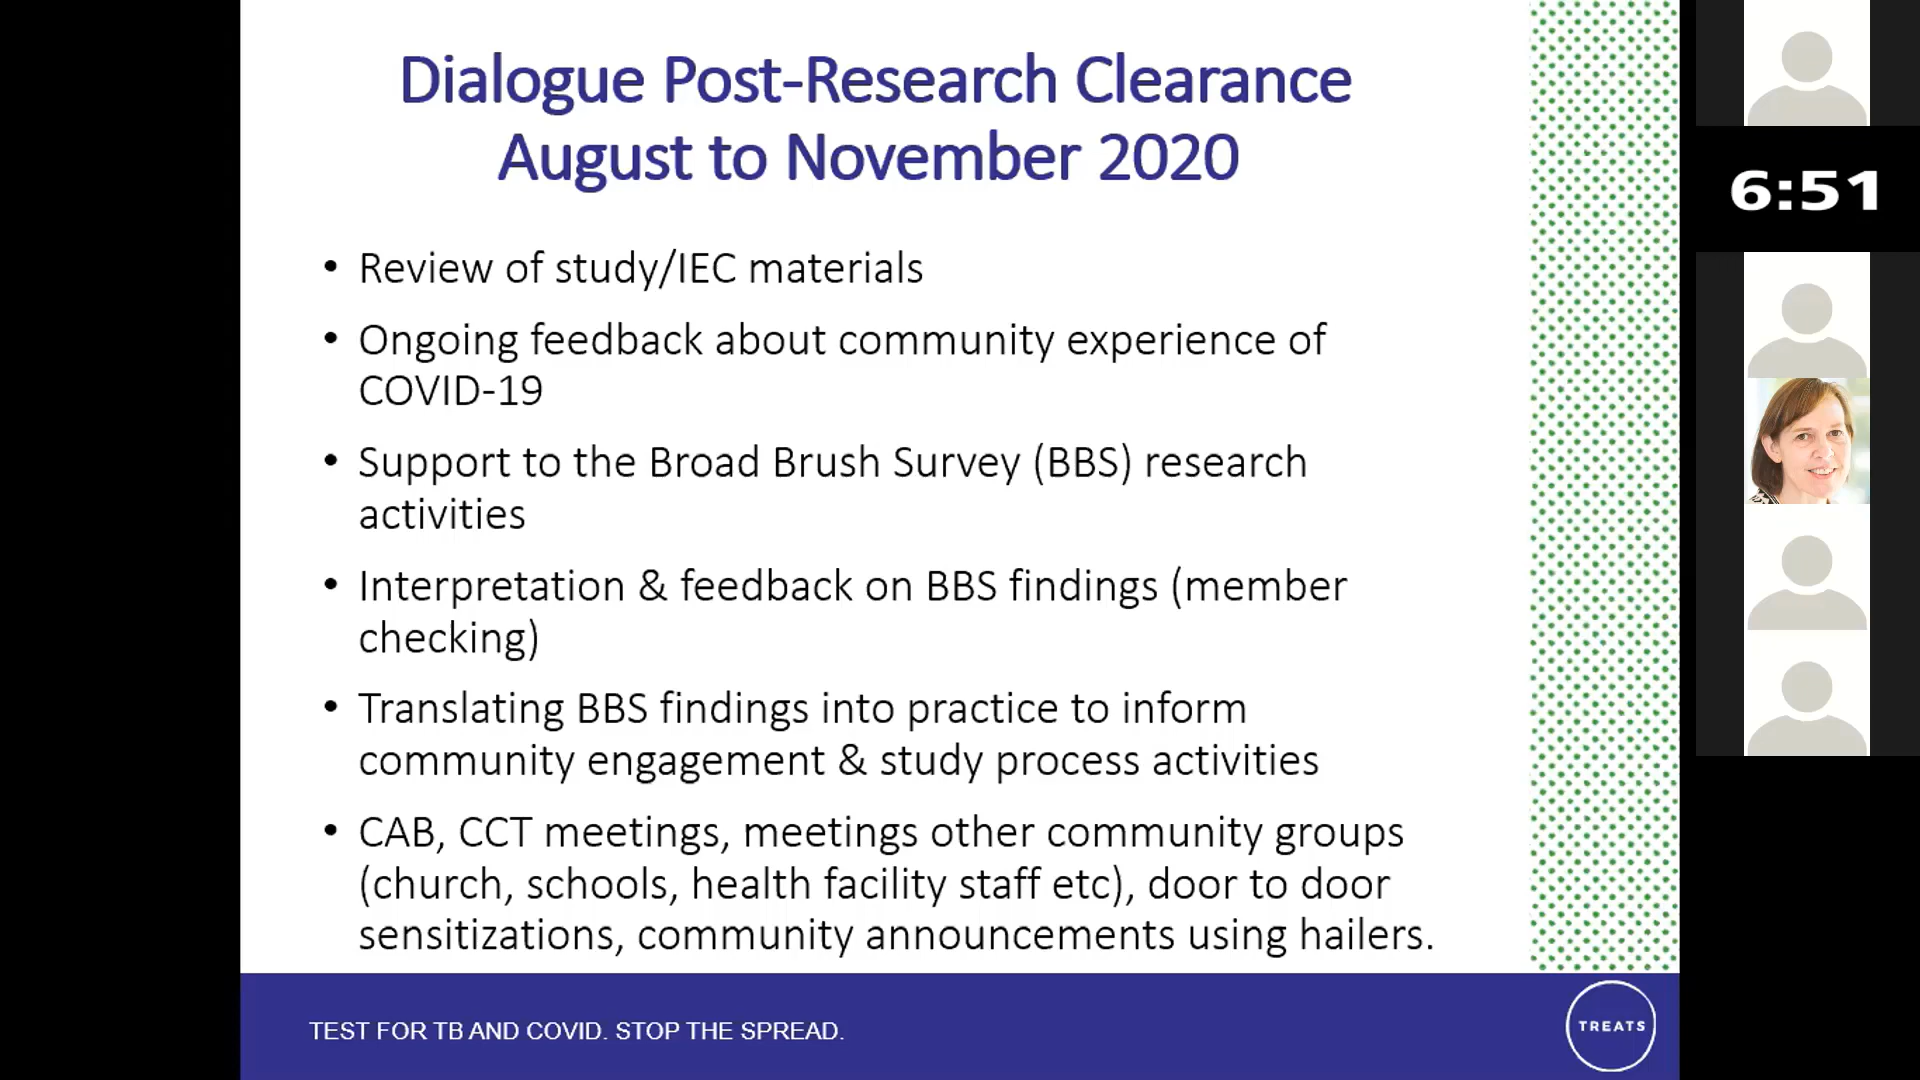 Dialogue Post-Research Clearance
August to November 2020
6:51
• Review of study/IEC materials
• Ongoing feedback about community experience of
COVID-19
• Support to the Broad Brush Survey (BBS) research
activities
• Interpretation & feedback on BBS findings (member
checking)
• Translating BBS findings into practice to inform
community engagement & study process activities
• CAB, CCT meetings, meetings other community groups
(church, schools, health facility staff etc), door to door
sensitizations, community announcements using hailers.
TEST FOR TB AND COVID. STOP THE SPREAD.
TREATS